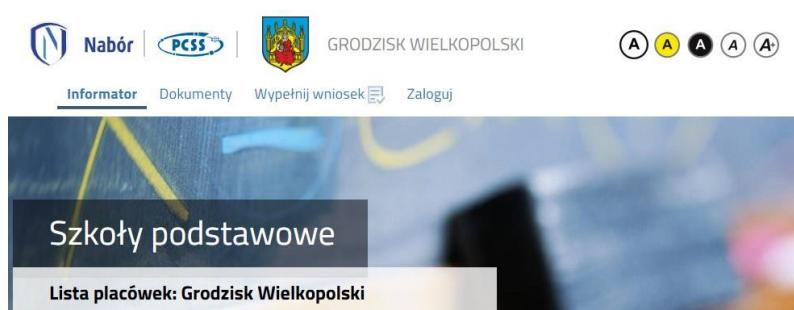 Nabór PCSS GRODZISK WIELKOPOLSKI A A A A A+
Informator Dokumenty Wypełnij wniosek Zaloguj
Szkoły podstawowe
Lista placówek: Grodzisk Wielkopolski